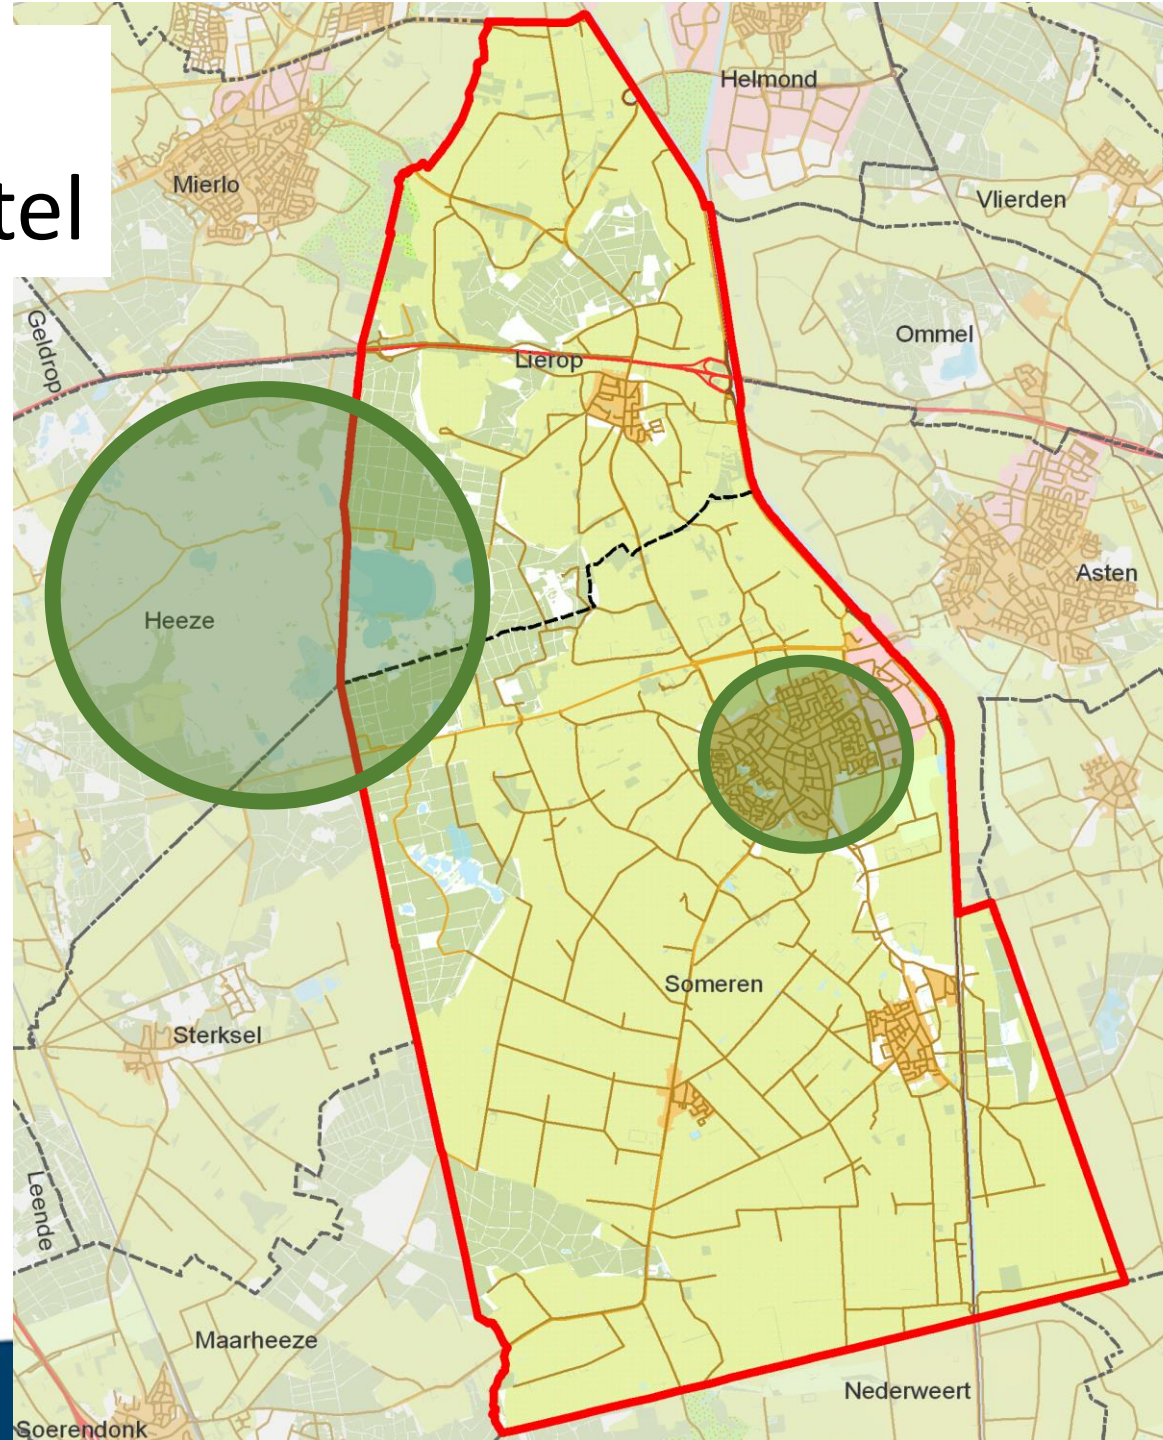 tel
Helmond
Mierlo
Vlierden
Geldrop
Ommel
Lierop
Asten
Heeze
Someren
Sterksel
Leende
Maarheeze
Nederweert
Soerendonk